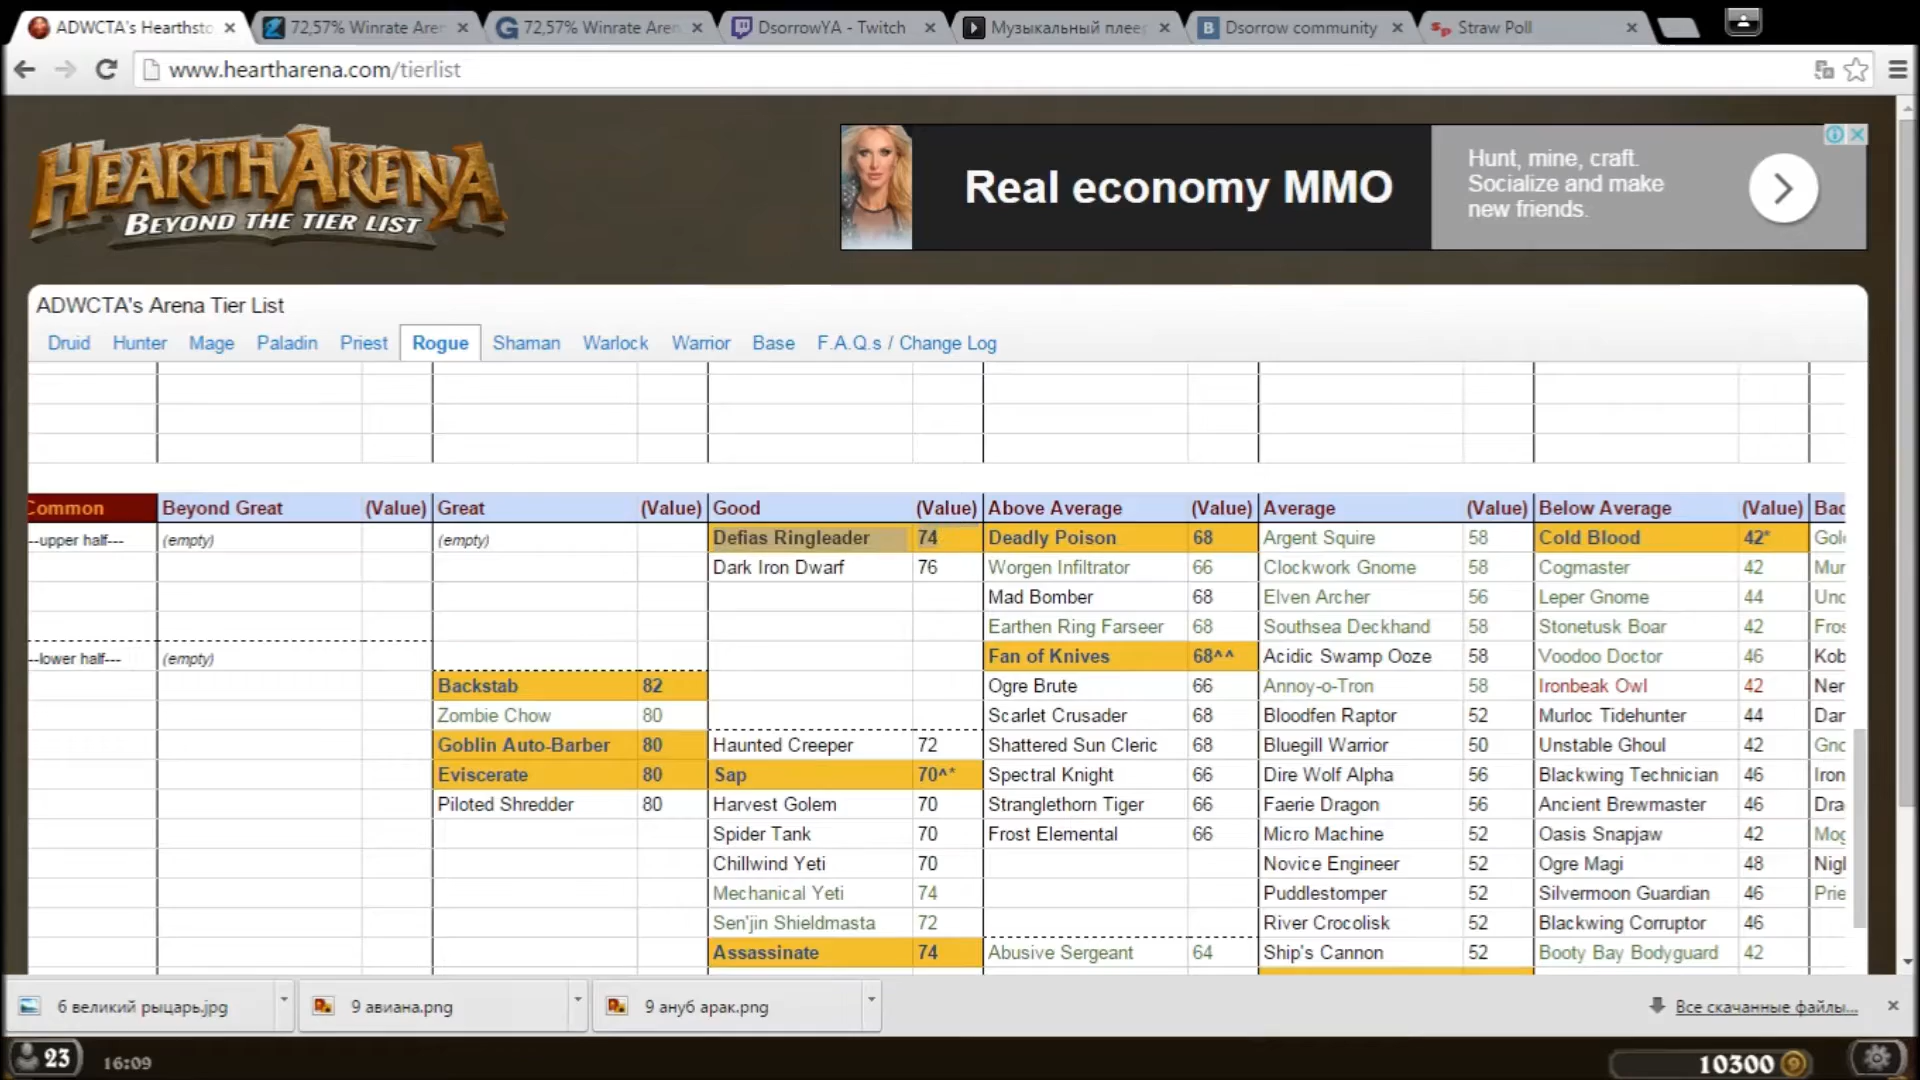 ADWCTA's Hearthsto
72,57% Winrate Aren
72,57% Winrate Aren
DsorrowYA - Twitch
Музыкальный плеер
Dsorrow community
Straw Poll
www.heartharena.com/tierlist
HEARTHARENA
BEYOND THE TIER LIST
Real economy MMO
Hunt, mine, craft.
Socialize and make
new friends.
ADWCTA's Arena Tier List
Druid Hunter Mage Paladin Priest Rogue Shaman Warlock Warrior Base F.A.Q.s / Change Log
Common Beyond Great (Value) Great (Value) Good (Value) Above Average (Value) Average (Value) Below Average (Value) Bad
--upper half--- (empty) (empty) Defias Ringleader 74 Deadly Poison 68 Argent Squire 58 Cold Blood 42* Gol
Dark Iron Dwarf 76 Worgen Infiltrator 66 Clockwork Gnome 58 Cogmaster 42 Mur
Mad Bomber 68 Elven Archer 56 Leper Gnome 44 Und
Earthen Ring Farseer 68 Southsea Deckhand 58 Stonetusk Boar 42 Fros
--lower half--- (empty) Fan of Knives 68^^ Acidic Swamp Ooze 58 Voodoo Doctor 46 Kob
Backstab 82 Ogre Brute 66 Annoy-o-Tron 58 Ironbeak Owl 42 Ner
Zombie Chow 80 Scarlet Crusader 68 Bloodfen Raptor 52 Murloc Tidehunter 44 Dar
Goblin Auto-Barber 80 Haunted Creeper 72 Shattered Sun Cleric 68 Bluegill Warrior 50 Unstable Ghoul 42 Gno
Eviscerate 80 Sap 70^* Spectral Knight 66 Dire Wolf Alpha 56 Blackwing Technician 46 Iron
Piloted Shredder 80 Harvest Golem 70 Stranglethorn Tiger 66 Faerie Dragon 56 Ancient Brewmaster 46 Dra
Spider Tank 70 Frost Elemental 66 Micro Machine 52 Oasis Snapjaw 42 Mog
Chillwind Yeti 70 Novice Engineer 52 Ogre Magi 48 Nigl
Mechanical Yeti 74 Puddlestomper 52 Silvermoon Guardian 46 Prie
Sen'jin Shieldmasta 72 River Crocolisk 52 Blackwing Corruptor 46
Assassinate 74 Abusive Sergeant 64 Ship's Cannon 52 Booty Bay Bodyguard 42
6 великий рыцарь.jpg
9 авиана.png
9 ануб арак.png
Все скачанные файлы...
23 16:09 10300